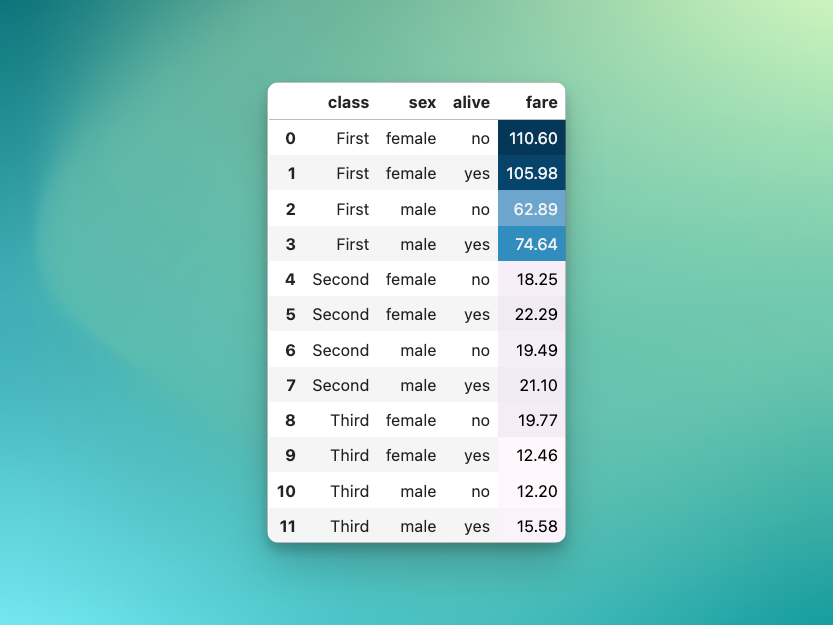 class sex alive fare
0 First female no 110.60
1 First female yes 105.98
2 First male no 62.89
3 First male yes 74.64
4 Second female no 18.25
5 Second female yes 22.29
6 Second male no 19.49
7 Second male yes 21.10
8 Third female no 19.77
9 Third female yes 12.46
10 Third male no 12.20
11 Third male yes 15.58